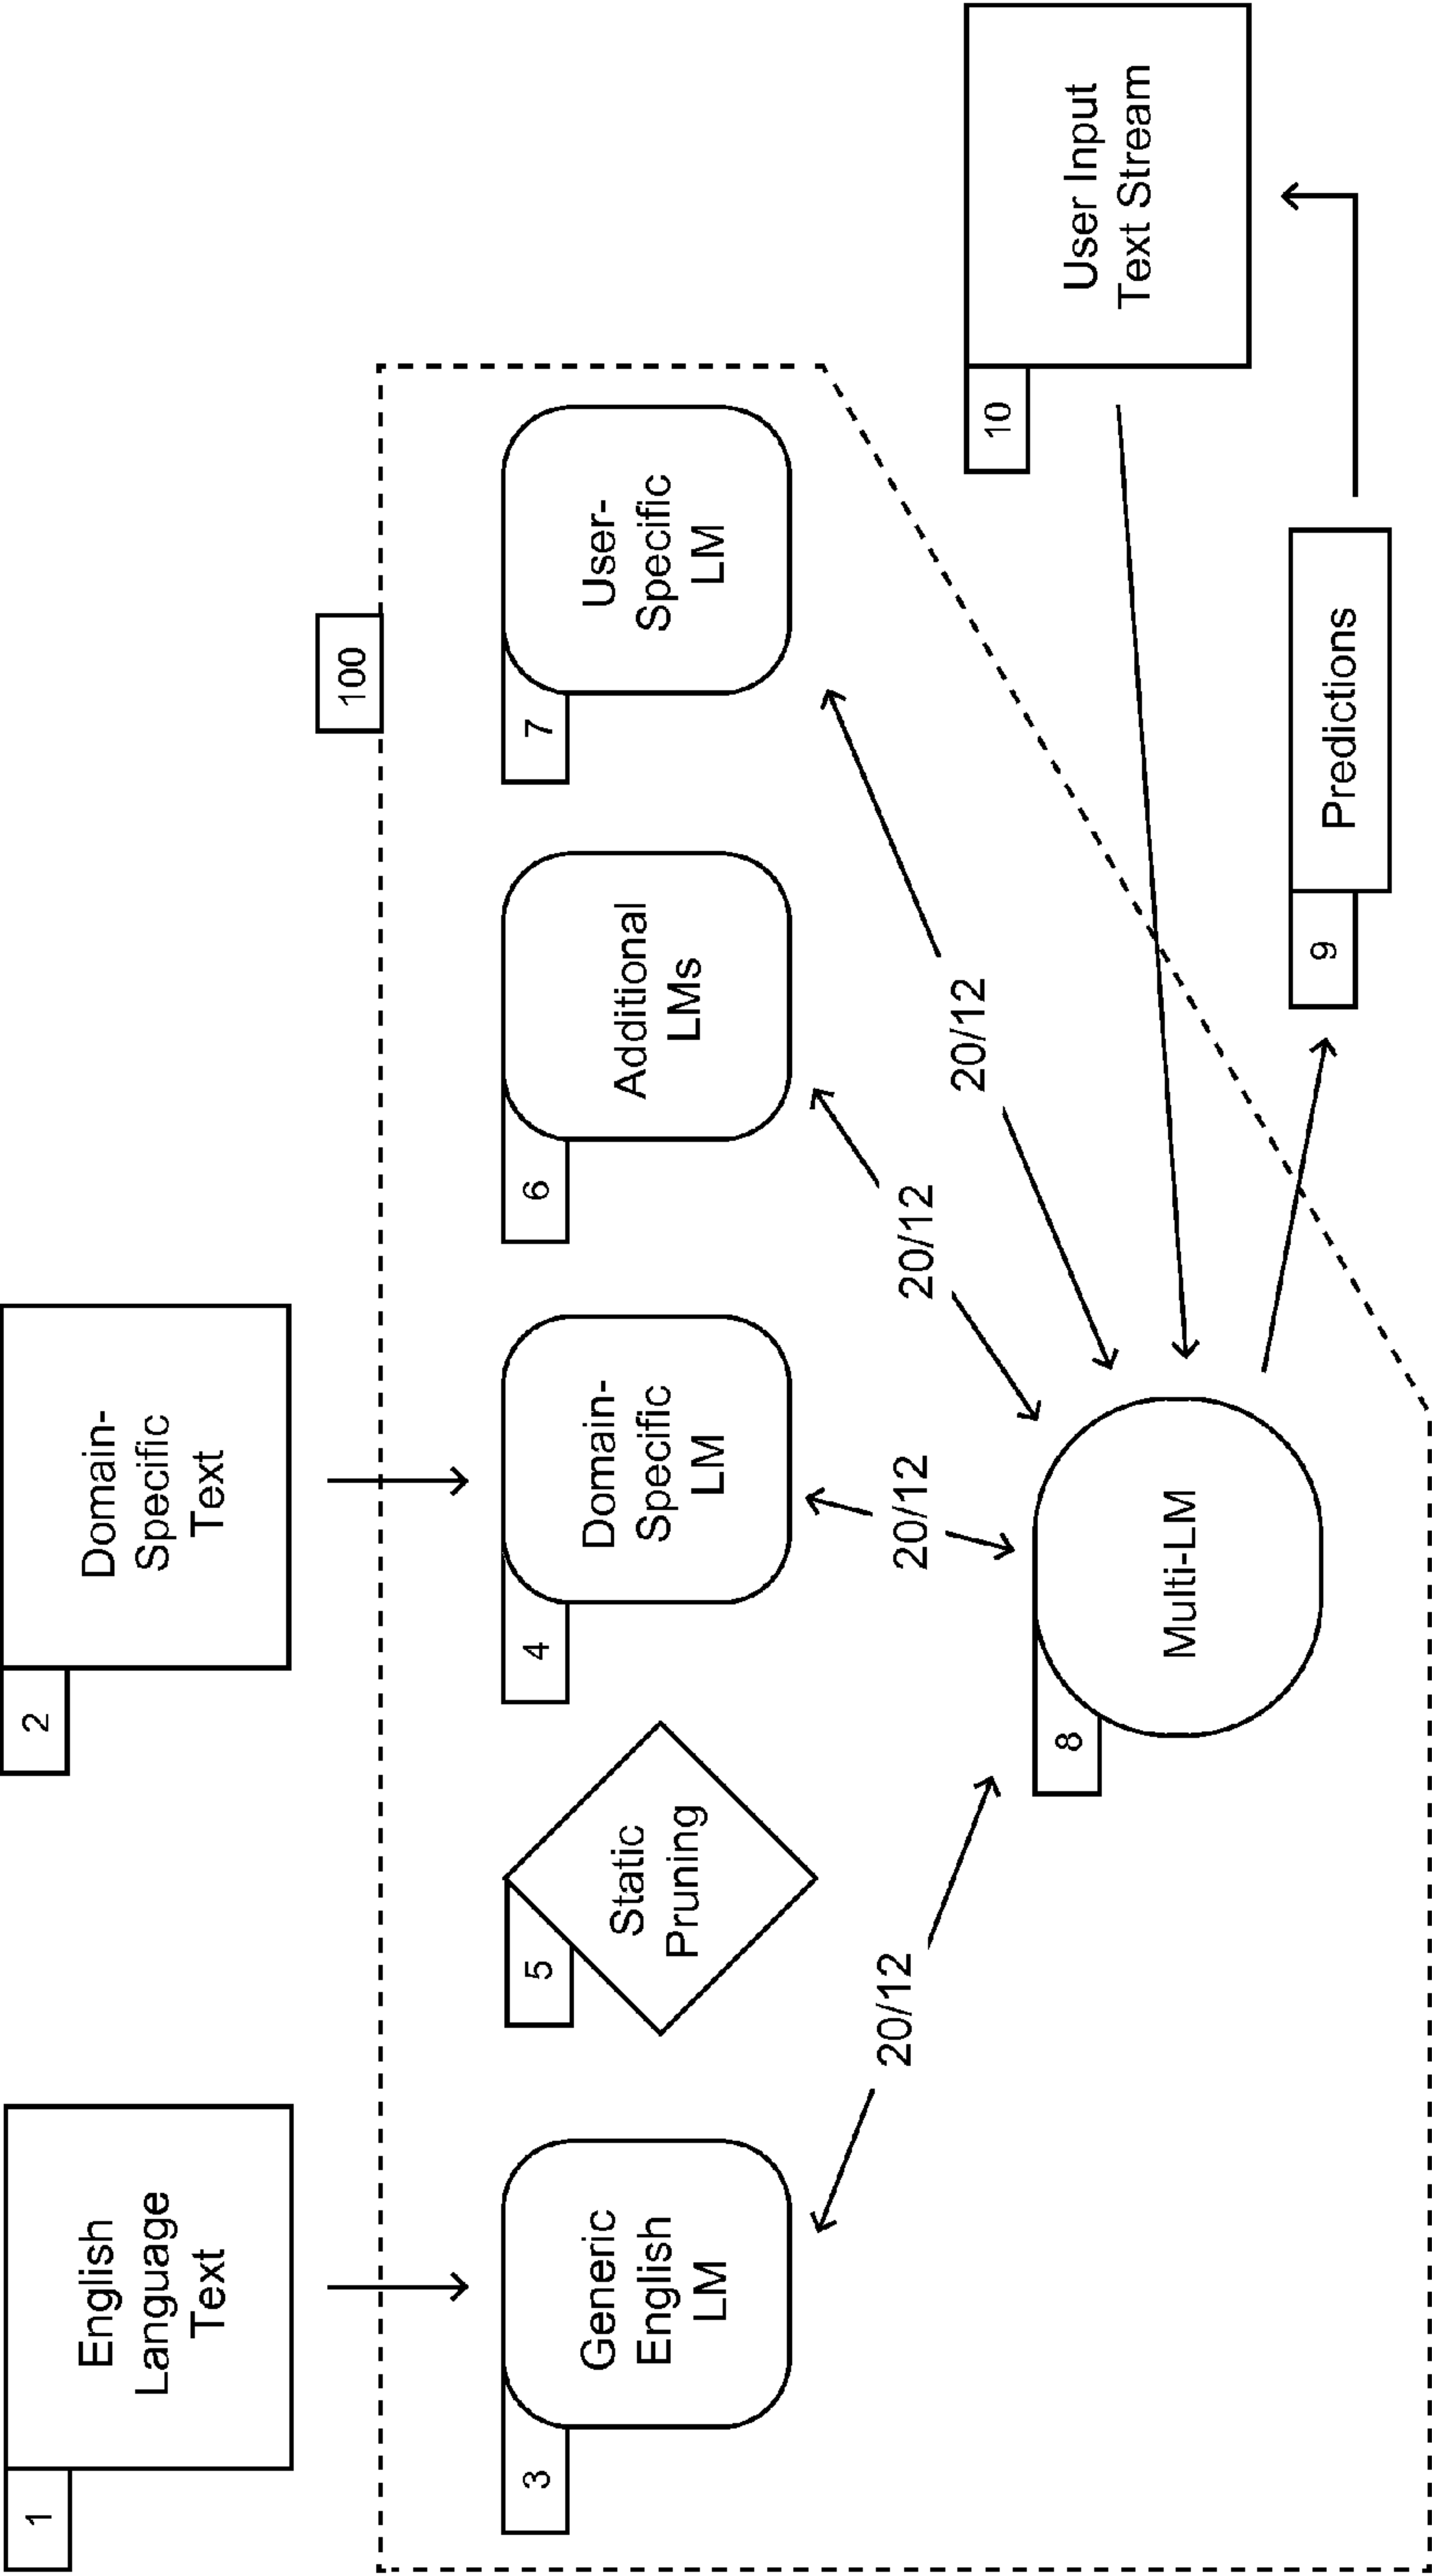 1
English
Language
Text
2
Domain-
Specific
Text
100
3
Generic
English
LM
5
Static
Pruning
4
Domain-
Specific
LM
6
Additional
LMs
7
User-
Specific
LM
20/12
20/12
20/12
20/12
8
Multi-LM
9
Predictions
10
User Input
Text Stream